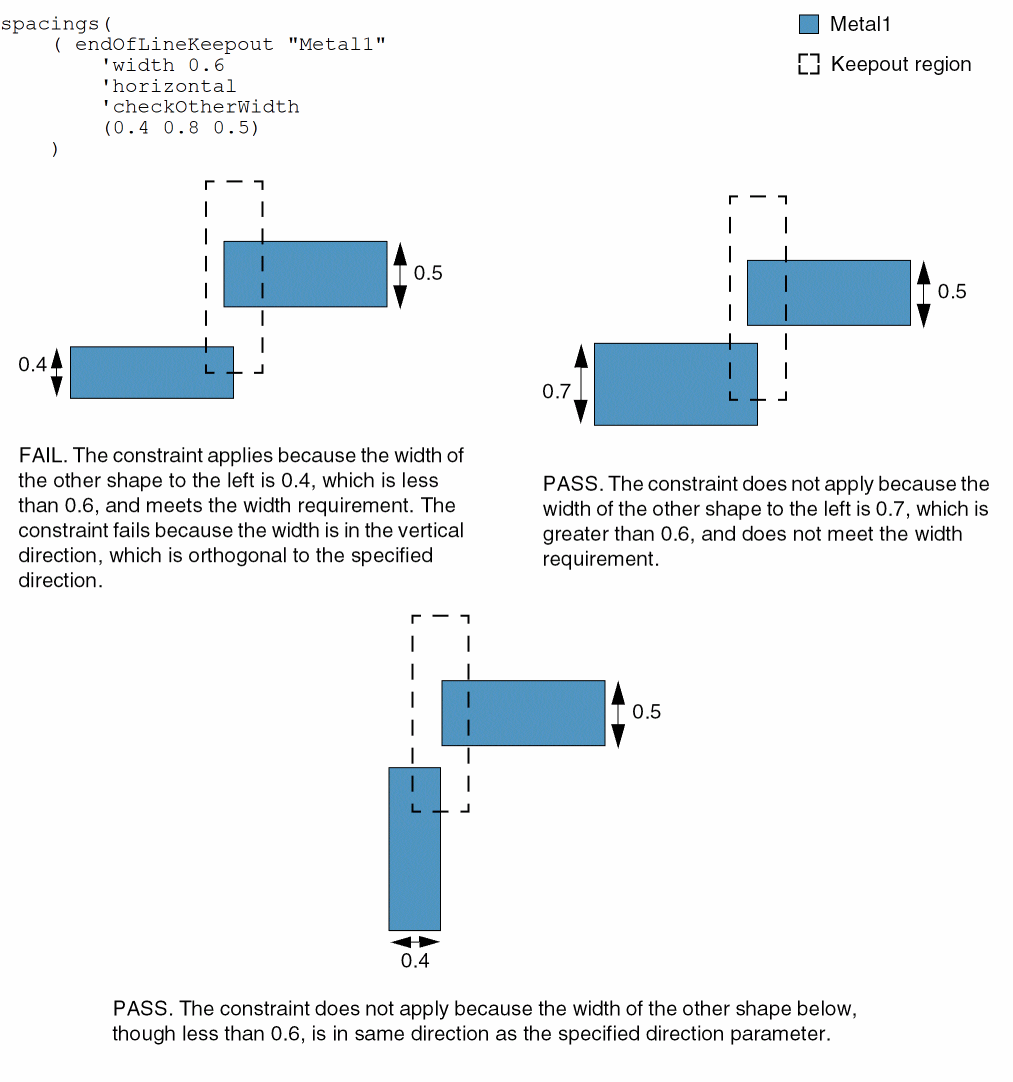 spacings(
( endOfLineKeepout "Metal1"
'width 0.6
'horizontal
'checkOtherWidth
(0.4 0.8 0.5)
)
Metal1
Keepout region
0.5
0.4
FAIL. The constraint applies because the width of
the other shape to the left is 0.4, which is less
than 0.6, and meets the width requirement. The
constraint fails because the width is in the vertical
direction, which is orthogonal to the specified
direction.
0.5
0.7
PASS. The constraint does not apply because the
width of the other shape to the left is 0.7, which is
greater than 0.6, and does not meet the width
requirement.
0.5
0.4
PASS. The constraint does not apply because the width of the other shape below,
though less than 0.6, is in same direction as the specified direction parameter.